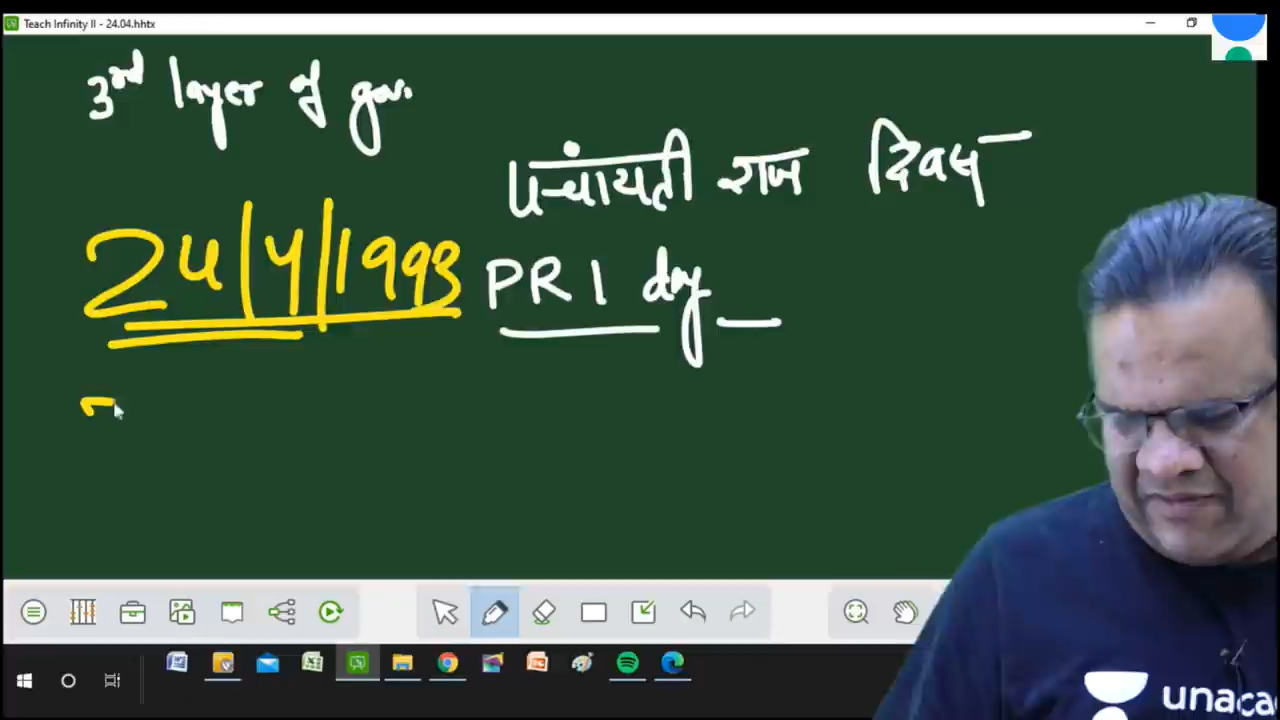 Teach Infinity II - 24.04.hhtx
3rd layer of gov.
पंचायती राज दिवस
24/4/1993 PRI day
unaca